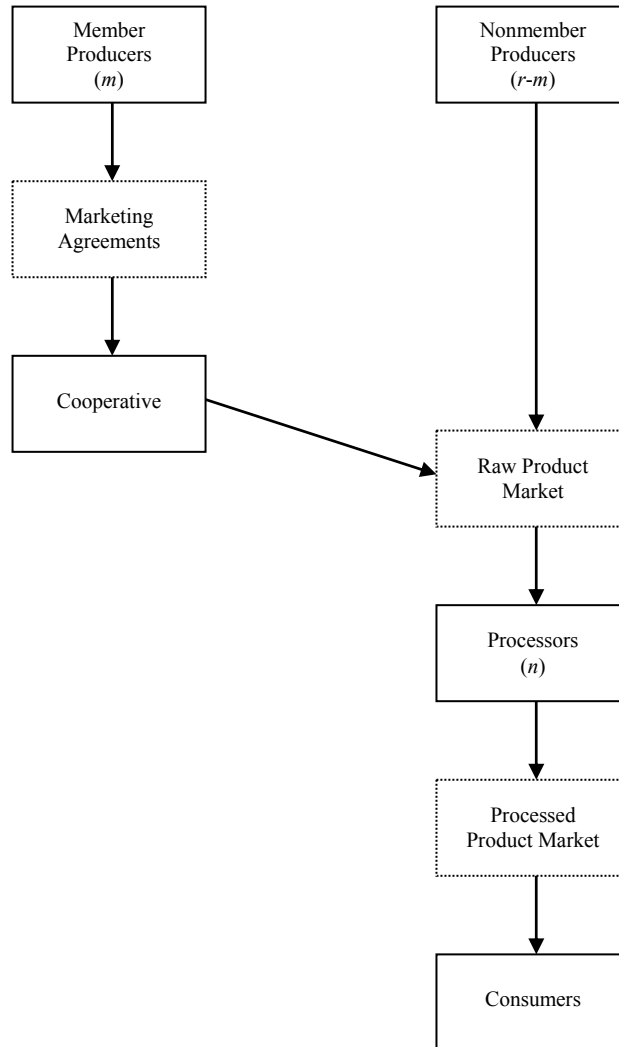 Member
Producers
(m)
Nonmember
Producers
(r-m)
Marketing
Agreements
Cooperative
Raw Product
Market
Processors
(n)
Processed
Product Market
Consumers